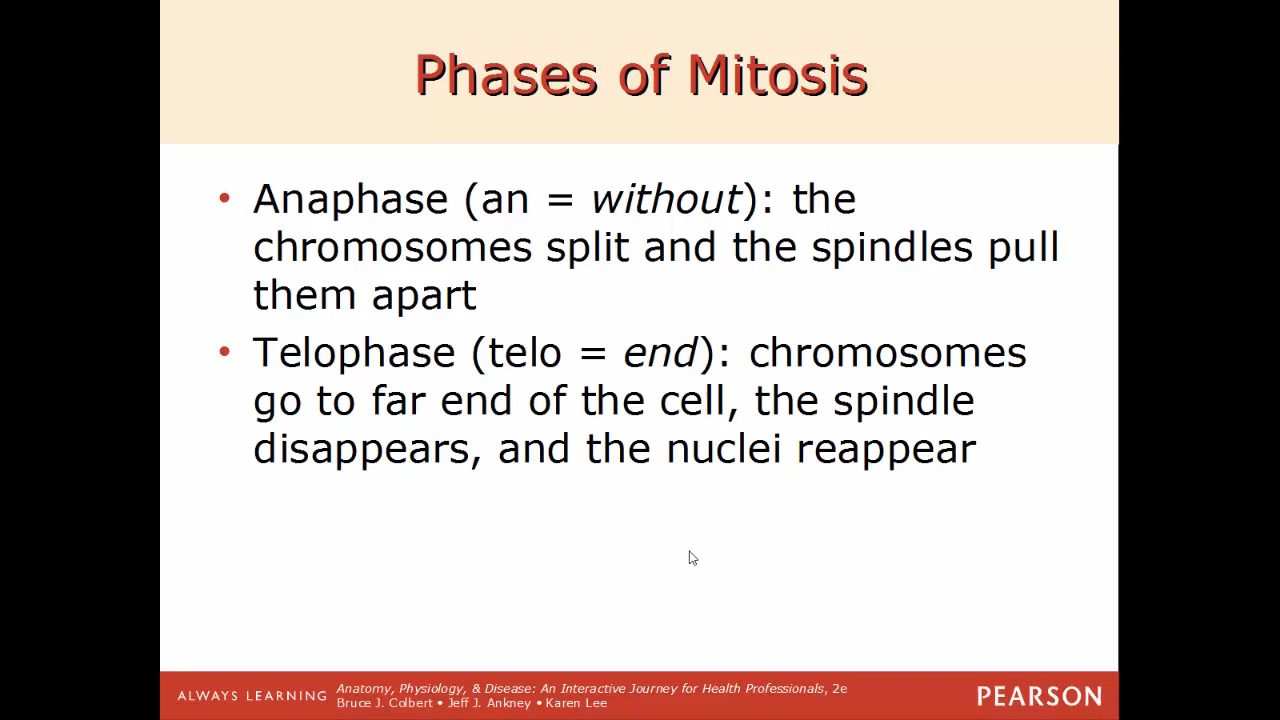 Phases of Mitosis
• Anaphase (an = without): the
chromosomes split and the spindles pull
them apart
• Telophase (telo = end): chromosomes
go to far end of the cell, the spindle
disappears, and the nuclei reappear
ALWAYS LEARNING
Anatomy, Physiology, & Disease: An Interactive Journey for Health Professionals, 2e
Bruce J. Colbert • Jeff J. Ankney • Karen Lee
PEARSON